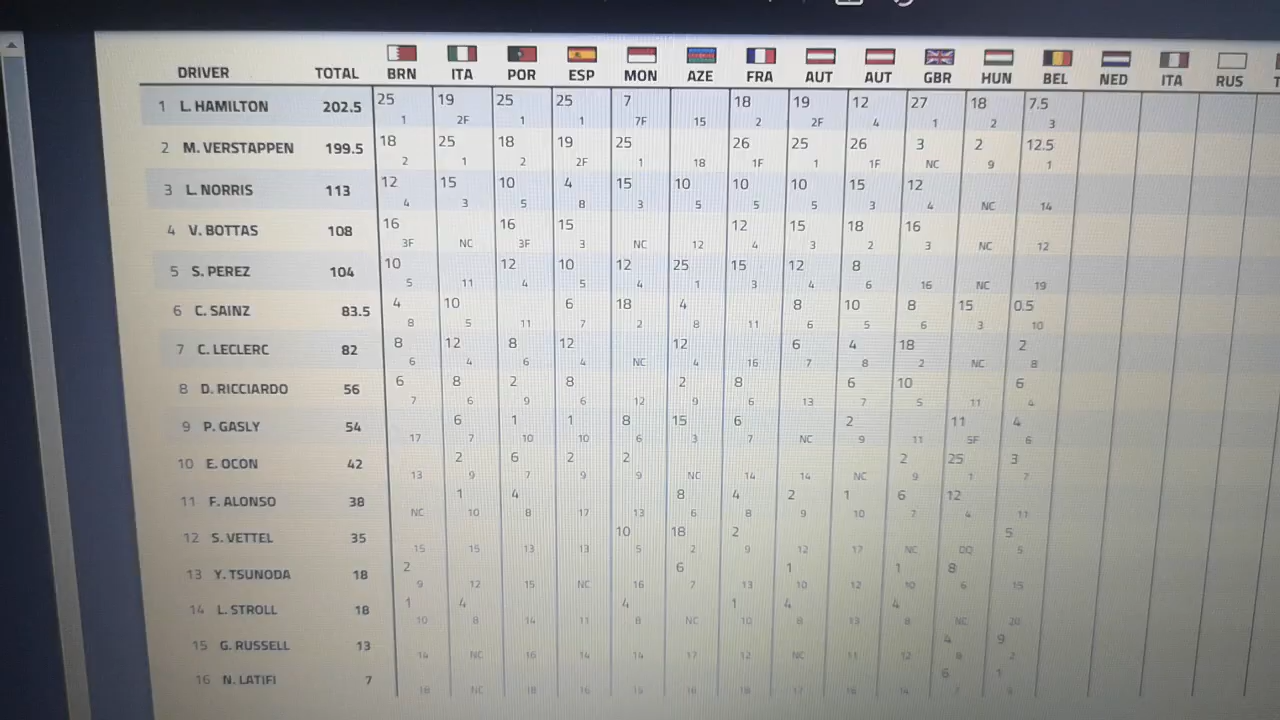 DRIVER TOTAL BRN ITA POR ESP MON AZE FRA AUT AUT GBR HUN BEL NED ITA RUS
1 L. HAMILTON 202.5 25 19 25 25 7 18 19 12 27 18 7.5
1 2F 1 1 7F 15 2 2F 4 1 2 3
2 M. VERSTAPPEN 199.5 18 25 18 19 25 26 25 26 3 2 12.5
2 1 2 2F 1 18 1F 1 1F NC 9 1
3 L. NORRIS 113 12 15 10 4 15 10 10 10 15 12
4 3 5 8 3 5 5 5 3 4 NC 14
4 V. BOTTAS 108 16 16 15 12 15 18 16
3F NC 3F 3 NC 12 4 3 2 3 NC 12
5 S. PEREZ 104 10 12 10 12 25 15 12 8
5 11 4 5 4 1 3 4 6 16 NC 19
6 C. SAINZ 83.5 4 10 6 18 4 8 10 8 15 0.5
8 5 11 7 2 8 11 6 5 6 3 10
7 C. LECLERC 82 8 12 8 12 12 6 4 18 2
6 4 6 4 NC 4 16 7 8 2 NC 8
8 D. RICCIARDO 56 6 8 2 8 2 8 6 10 6
7 6 9 6 12 9 6 13 7 5 11 4
9 P. GASLY 54 6 1 1 8 15 6 2 11 4
17 7 10 10 6 3 7 NC 9 11 5F 6
10 E. OCON 42 2 6 2 2 2 25 3
13 9 7 9 9 NC 14 14 NC 9 1 7
11 F. ALONSO 38 1 4 8 4 2 1 6 12
NC 10 8 17 13 6 8 9 10 7 4 11
12 S. VETTEL 35 10 18 2 5
15 15 13 13 5 2 9 12 17 NC DQ 5
13 Y. TSUNODA 18 2 6 1 1 8
9 12 15 NC 16 7 13 10 12 10 6 15
14 L. STROLL 18 1 4 4 1 4 4
10 8 14 11 8 NC 10 8 13 8 NC 20
15 G. RUSSELL 13 4 9
14 NC 16 14 14 17 12 NC 11 12 8 2
16 N. LATIFI 7 6 1
18 NC 18 16 15 16 18 17 16 14 7 9